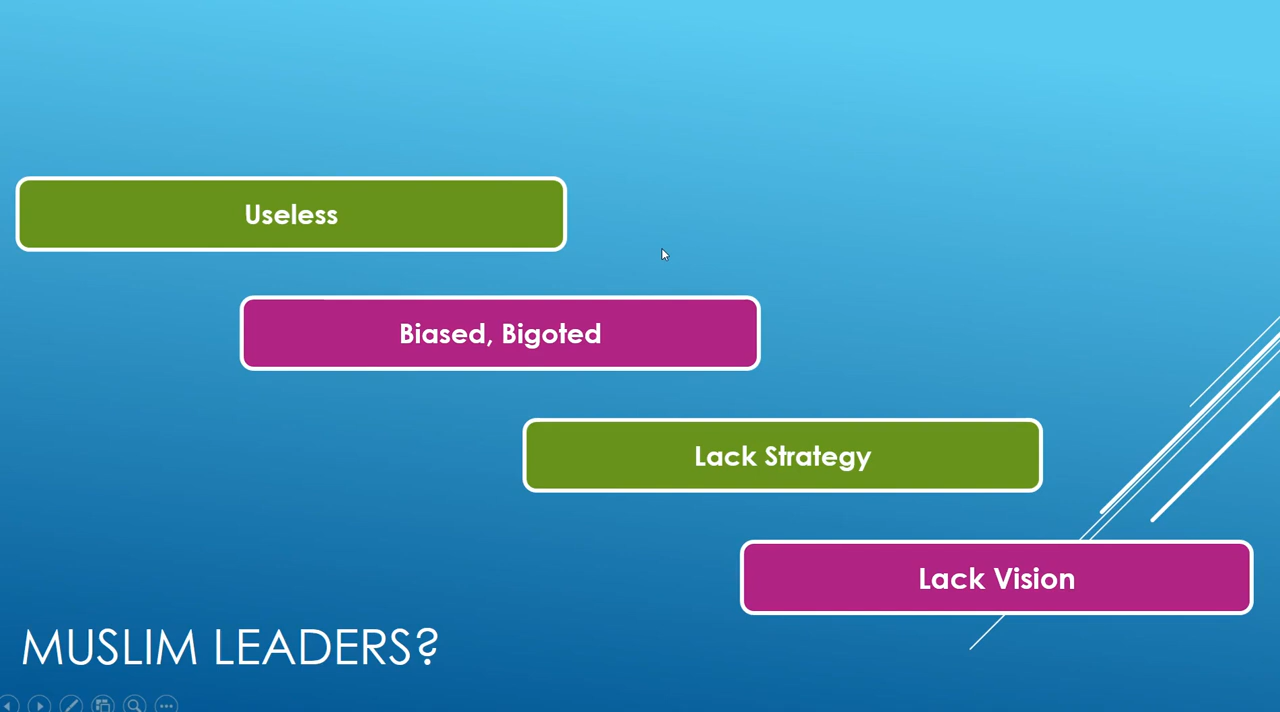 Useless
Biased, Bigoted
Lack Strategy
Lack Vision
MUSLIM LEADERS?